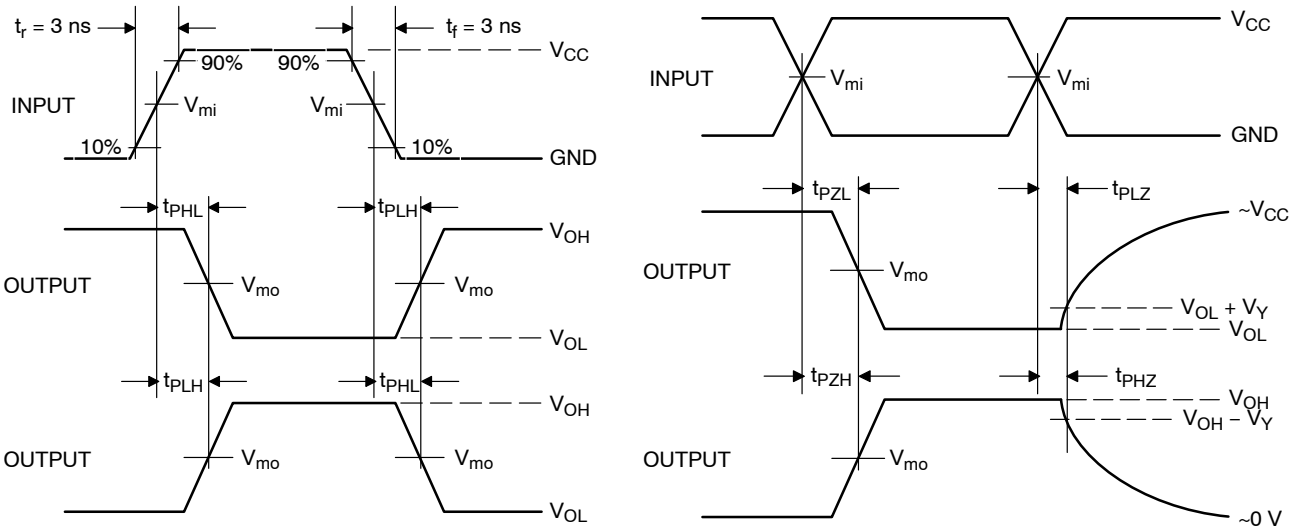 t_r = 3 ns
t_f = 3 ns
V_CC
90%
90%
INPUT
V_mi
V_mi
10%
10%
GND
t_PHL
t_PLH
V_OH
OUTPUT
V_mo
V_mo
V_OL
t_PLH
t_PHL
V_OH
OUTPUT
V_mo
V_mo
V_OL
V_CC
INPUT
V_mi
V_mi
GND
t_PZL
t_PLZ
~V_CC
OUTPUT
V_mo
V_OL + V_Y
V_OL
t_PZH
t_PHZ
V_OH
V_OH − V_Y
OUTPUT
V_mo
~0 V